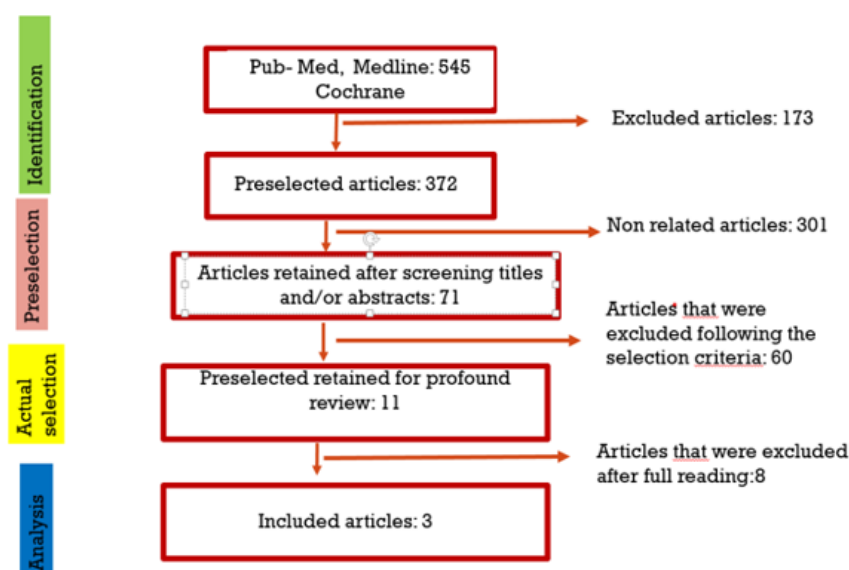 Identification
Pub- Med, Medline: 545
Cochrane
Excluded articles: 173
Preselected articles: 372
Preselection
Non related articles: 301
Articles retained after screening titles
and/or abstracts: 71
Articles that were
excluded following the
selection criteria: 60
Actual
selection
Preselected retained for profound
review: 11
Articles that were excluded
after full reading:8
Analysis
Included articles: 3